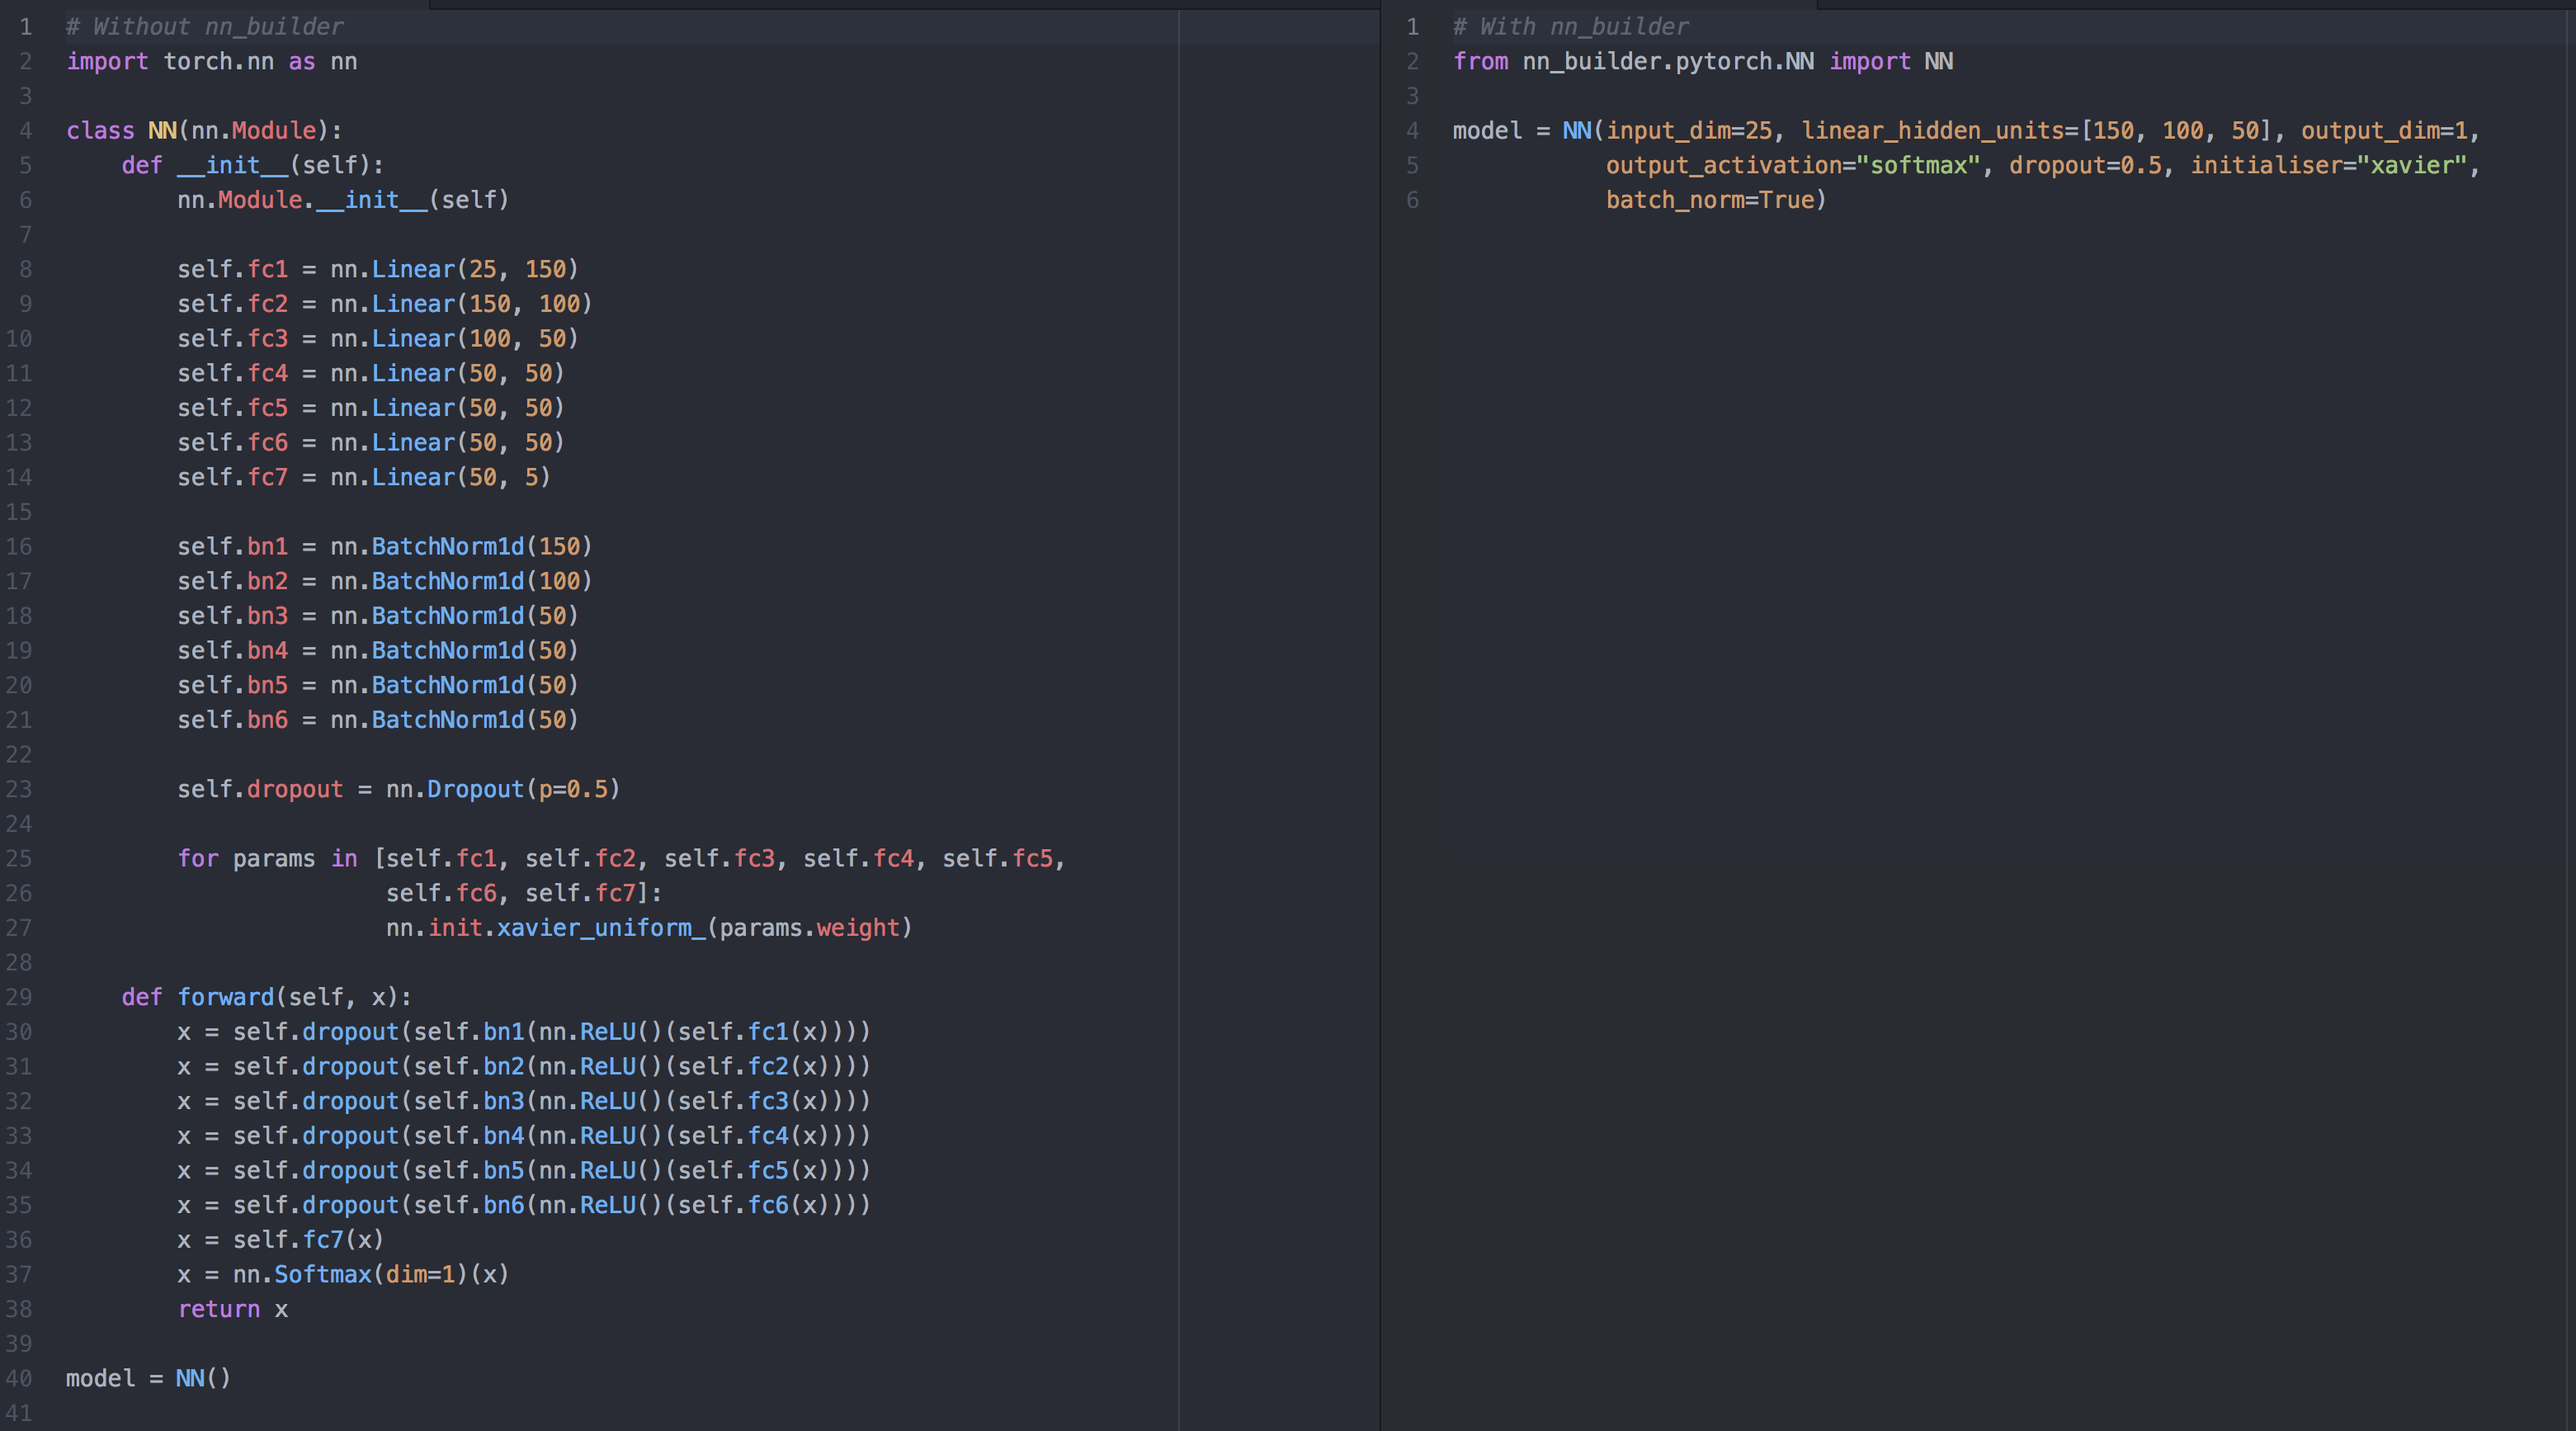 1 # Without nn_builder
2 import torch.nn as nn
3
4 class NN(nn.Module):
5     def __init__(self):
6         nn.Module.__init__(self)
7
8         self.fc1 = nn.Linear(25, 150)
9         self.fc2 = nn.Linear(150, 100)
10         self.fc3 = nn.Linear(100, 50)
11         self.fc4 = nn.Linear(50, 50)
12         self.fc5 = nn.Linear(50, 50)
13         self.fc6 = nn.Linear(50, 50)
14         self.fc7 = nn.Linear(50, 5)
15
16         self.bn1 = nn.BatchNorm1d(150)
17         self.bn2 = nn.BatchNorm1d(100)
18         self.bn3 = nn.BatchNorm1d(50)
19         self.bn4 = nn.BatchNorm1d(50)
20         self.bn5 = nn.BatchNorm1d(50)
21         self.bn6 = nn.BatchNorm1d(50)
22
23         self.dropout = nn.Dropout(p=0.5)
24
25         for params in [self.fc1, self.fc2, self.fc3, self.fc4, self.fc5,
26                        self.fc6, self.fc7]:
27                        nn.init.xavier_uniform_(params.weight)
28
29     def forward(self, x):
30         x = self.dropout(self.bn1(nn.ReLU()(self.fc1(x))))
31         x = self.dropout(self.bn2(nn.ReLU()(self.fc2(x))))
32         x = self.dropout(self.bn3(nn.ReLU()(self.fc3(x))))
33         x = self.dropout(self.bn4(nn.ReLU()(self.fc4(x))))
34         x = self.dropout(self.bn5(nn.ReLU()(self.fc5(x))))
35         x = self.dropout(self.bn6(nn.ReLU()(self.fc6(x))))
36         x = self.fc7(x)
37         x = nn.Softmax(dim=1)(x)
38         return x
39
40 model = NN()
41
1 # With nn_builder
2 from nn_builder.pytorch.NN import NN
3
4 model = NN(input_dim=25, linear_hidden_units=[150, 100, 50], output_dim=1,
5            output_activation="softmax", dropout=0.5, initialiser="xavier",
6            batch_norm=True)